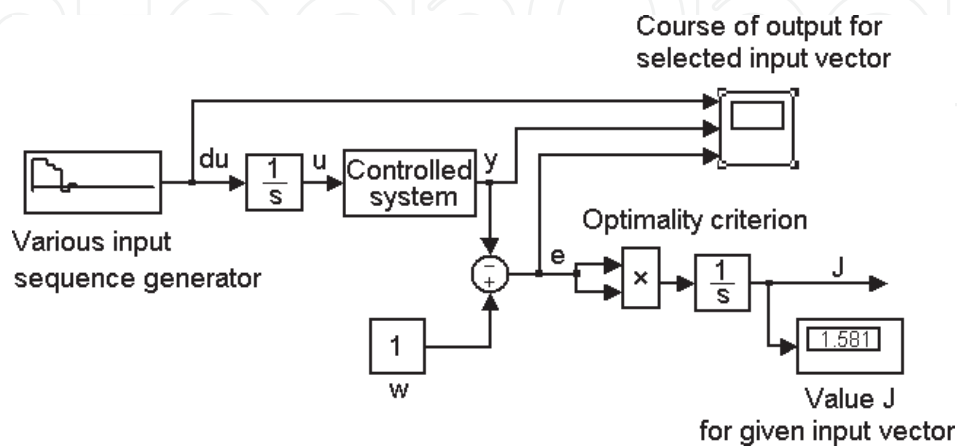 Course of output for
selected input vector
du
1
s
u
Controlled
system
y
Various input
sequence generator
Optimality criterion
−
+
e
×
1
s
J
1
w
1.581
Value J
for given input vector